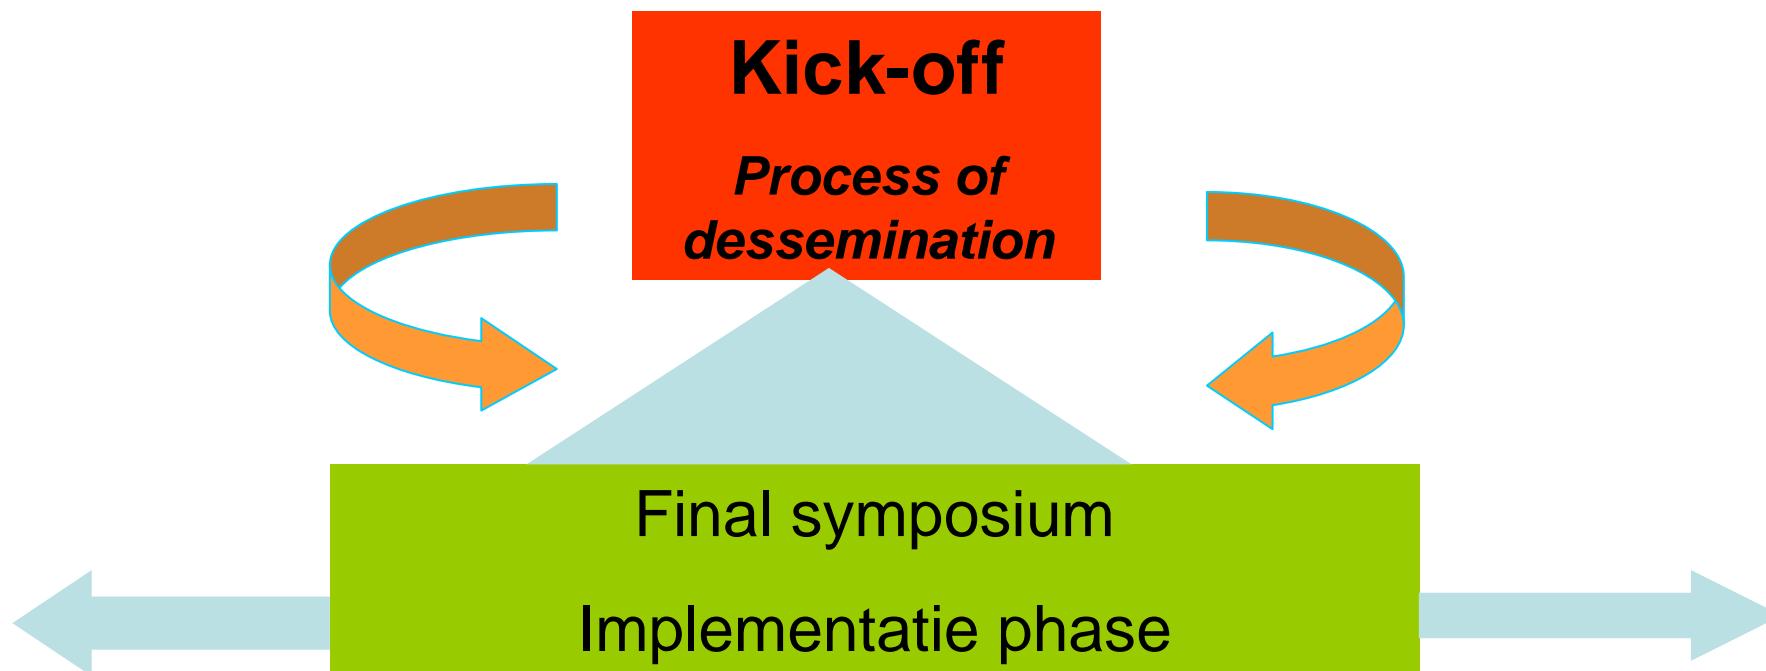 Kick-off
Process of
dessemination
Final symposium
Implementatie phase